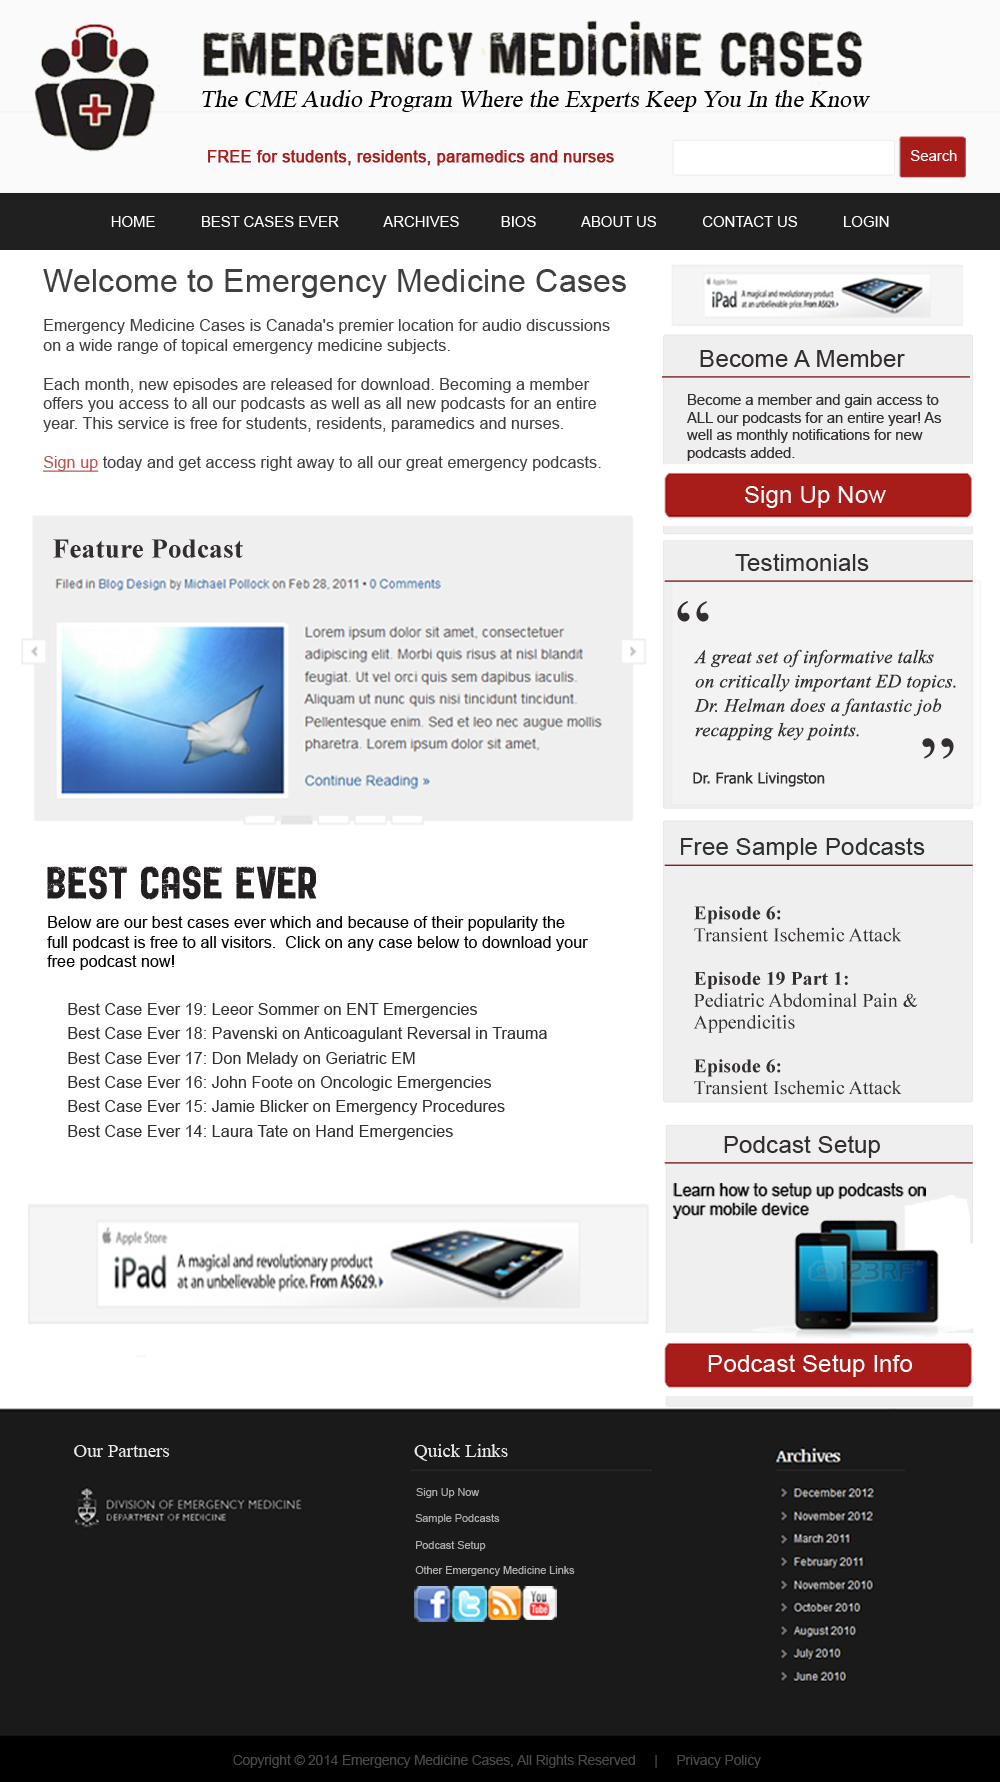 EMERGENCY MEDICINE CASES
The CME Audio Program Where the Experts Keep You In the Know
FREE for students, residents, paramedics and nurses
Search
HOME
BEST CASES EVER
ARCHIVES
BIOS
ABOUT US
CONTACT US
LOGIN
Welcome to Emergency Medicine Cases
Emergency Medicine Cases is Canada's premier location for audio discussions
on a wide range of topical emergency medicine subjects.
Each month, new episodes are released for download. Becoming a member
offers you access to all our podcasts as well as all new podcasts for an entire
year. This service is free for students, residents, paramedics and nurses.
Sign up today and get access right away to all our great emergency podcasts.
Feature Podcast
Filed in Blog Design by Michael Pollock on Feb 28, 2011 • 0 Comments
Lorem ipsum dolor sit amet, consectetuer
adipiscing elit. Morbi quis risus at nisl blandit
feugiat. Ut vel orci quis sem dapibus iaculis.
Aliquam ut nunc quis nisi tincidunt tincidunt.
Pellentesque enim. Sed et leo nec augue mollis
pharetra. Lorem ipsum dolor sit amet,
Continue Reading »
BEST CASE EVER
Below are our best cases ever which and because of their popularity the
full podcast is free to all visitors.  Click on any case below to download your
free podcast now!
Best Case Ever 19: Leeor Sommer on ENT Emergencies
Best Case Ever 18: Pavenski on Anticoagulant Reversal in Trauma
Best Case Ever 17: Don Melady on Geriatric EM
Best Case Ever 16: John Foote on Oncologic Emergencies
Best Case Ever 15: Jamie Blicker on Emergency Procedures
Best Case Ever 14: Laura Tate on Hand Emergencies
Apple Store
iPad
A magical and revolutionary product
at an unbelievable price. From A$629.
Apple Store
iPad
A magical and revolutionary product
at an unbelievable price. From A$629.
Become A Member
Become a member and gain access to
ALL our podcasts for an entire year! As
well as monthly notifications for new
podcasts added.
Sign Up Now
Testimonials
“
A great set of informative talks
on critically important ED topics.
Dr. Helman does a fantastic job
recapping key points.
”
Dr. Frank Livingston
Free Sample Podcasts
Episode 6:
Transient Ischemic Attack
Episode 19 Part 1:
Pediatric Abdominal Pain &
Appendicitis
Episode 6:
Transient Ischemic Attack
Podcast Setup
Learn how to setup up podcasts on
your mobile device
123RF
Podcast Setup Info
Our Partners
DIVISION OF EMERGENCY MEDICINE
DEPARTMENT OF MEDICINE
Quick Links
Sign Up Now
Sample Podcasts
Podcast Setup
Other Emergency Medicine Links
You
Tube
Archives
December 2012
November 2012
March 2011
February 2011
November 2010
October 2010
August 2010
July 2010
June 2010
Copyright © 2014 Emergency Medicine Cases, All Rights Reserved | Privacy Policy